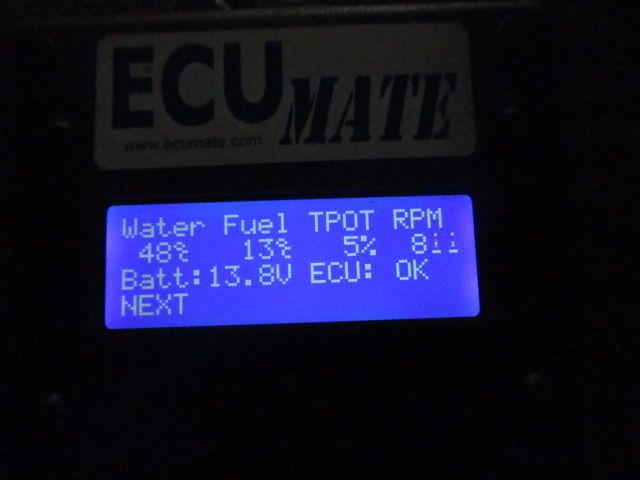 ECU MATE
www.ecumate.com
Water Fuel TPOT RPM
48% 13% 5%
Batt:13.8V ECU: OK
NEXT